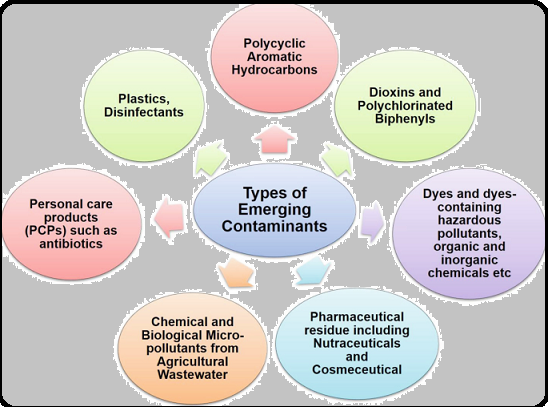 Polycyclic
Aromatic
Hydrocarbons
Plastics,
Disinfectants
Dioxins and
Polychlorinated
Biphenyls
Types of
Emerging
Contaminants
Personal care
products
(PCPs) such as
antibiotics
Dyes and dyes-
containing
hazardous
pollutants,
organic and
inorganic
chemicals etc
Chemical and
Biological Micro-
pollutants from
Agricultural
Wastewater
Pharmaceutical
residue including
Nutraceuticals
and
Cosmeceutical